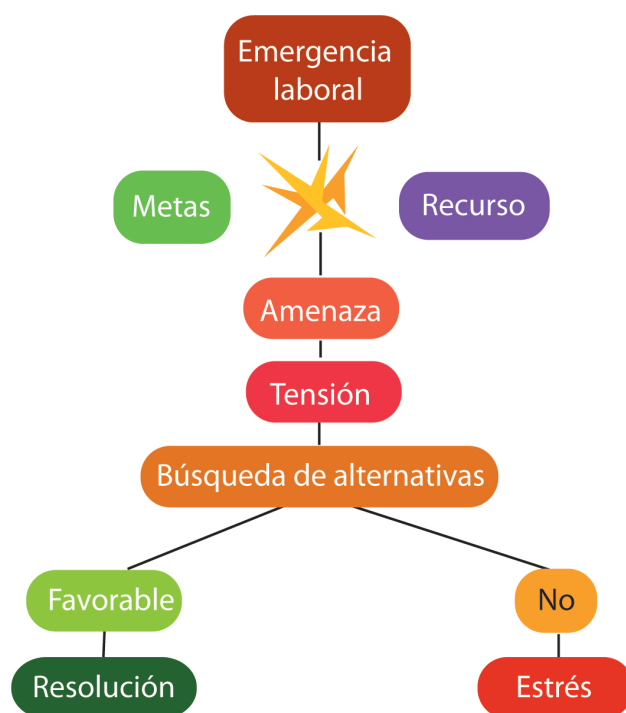 Emergencia
laboral
Metas
Recurso
Amenaza
Tensión
Búsqueda de alternativas
Favorable
No
Resolución
Estrés